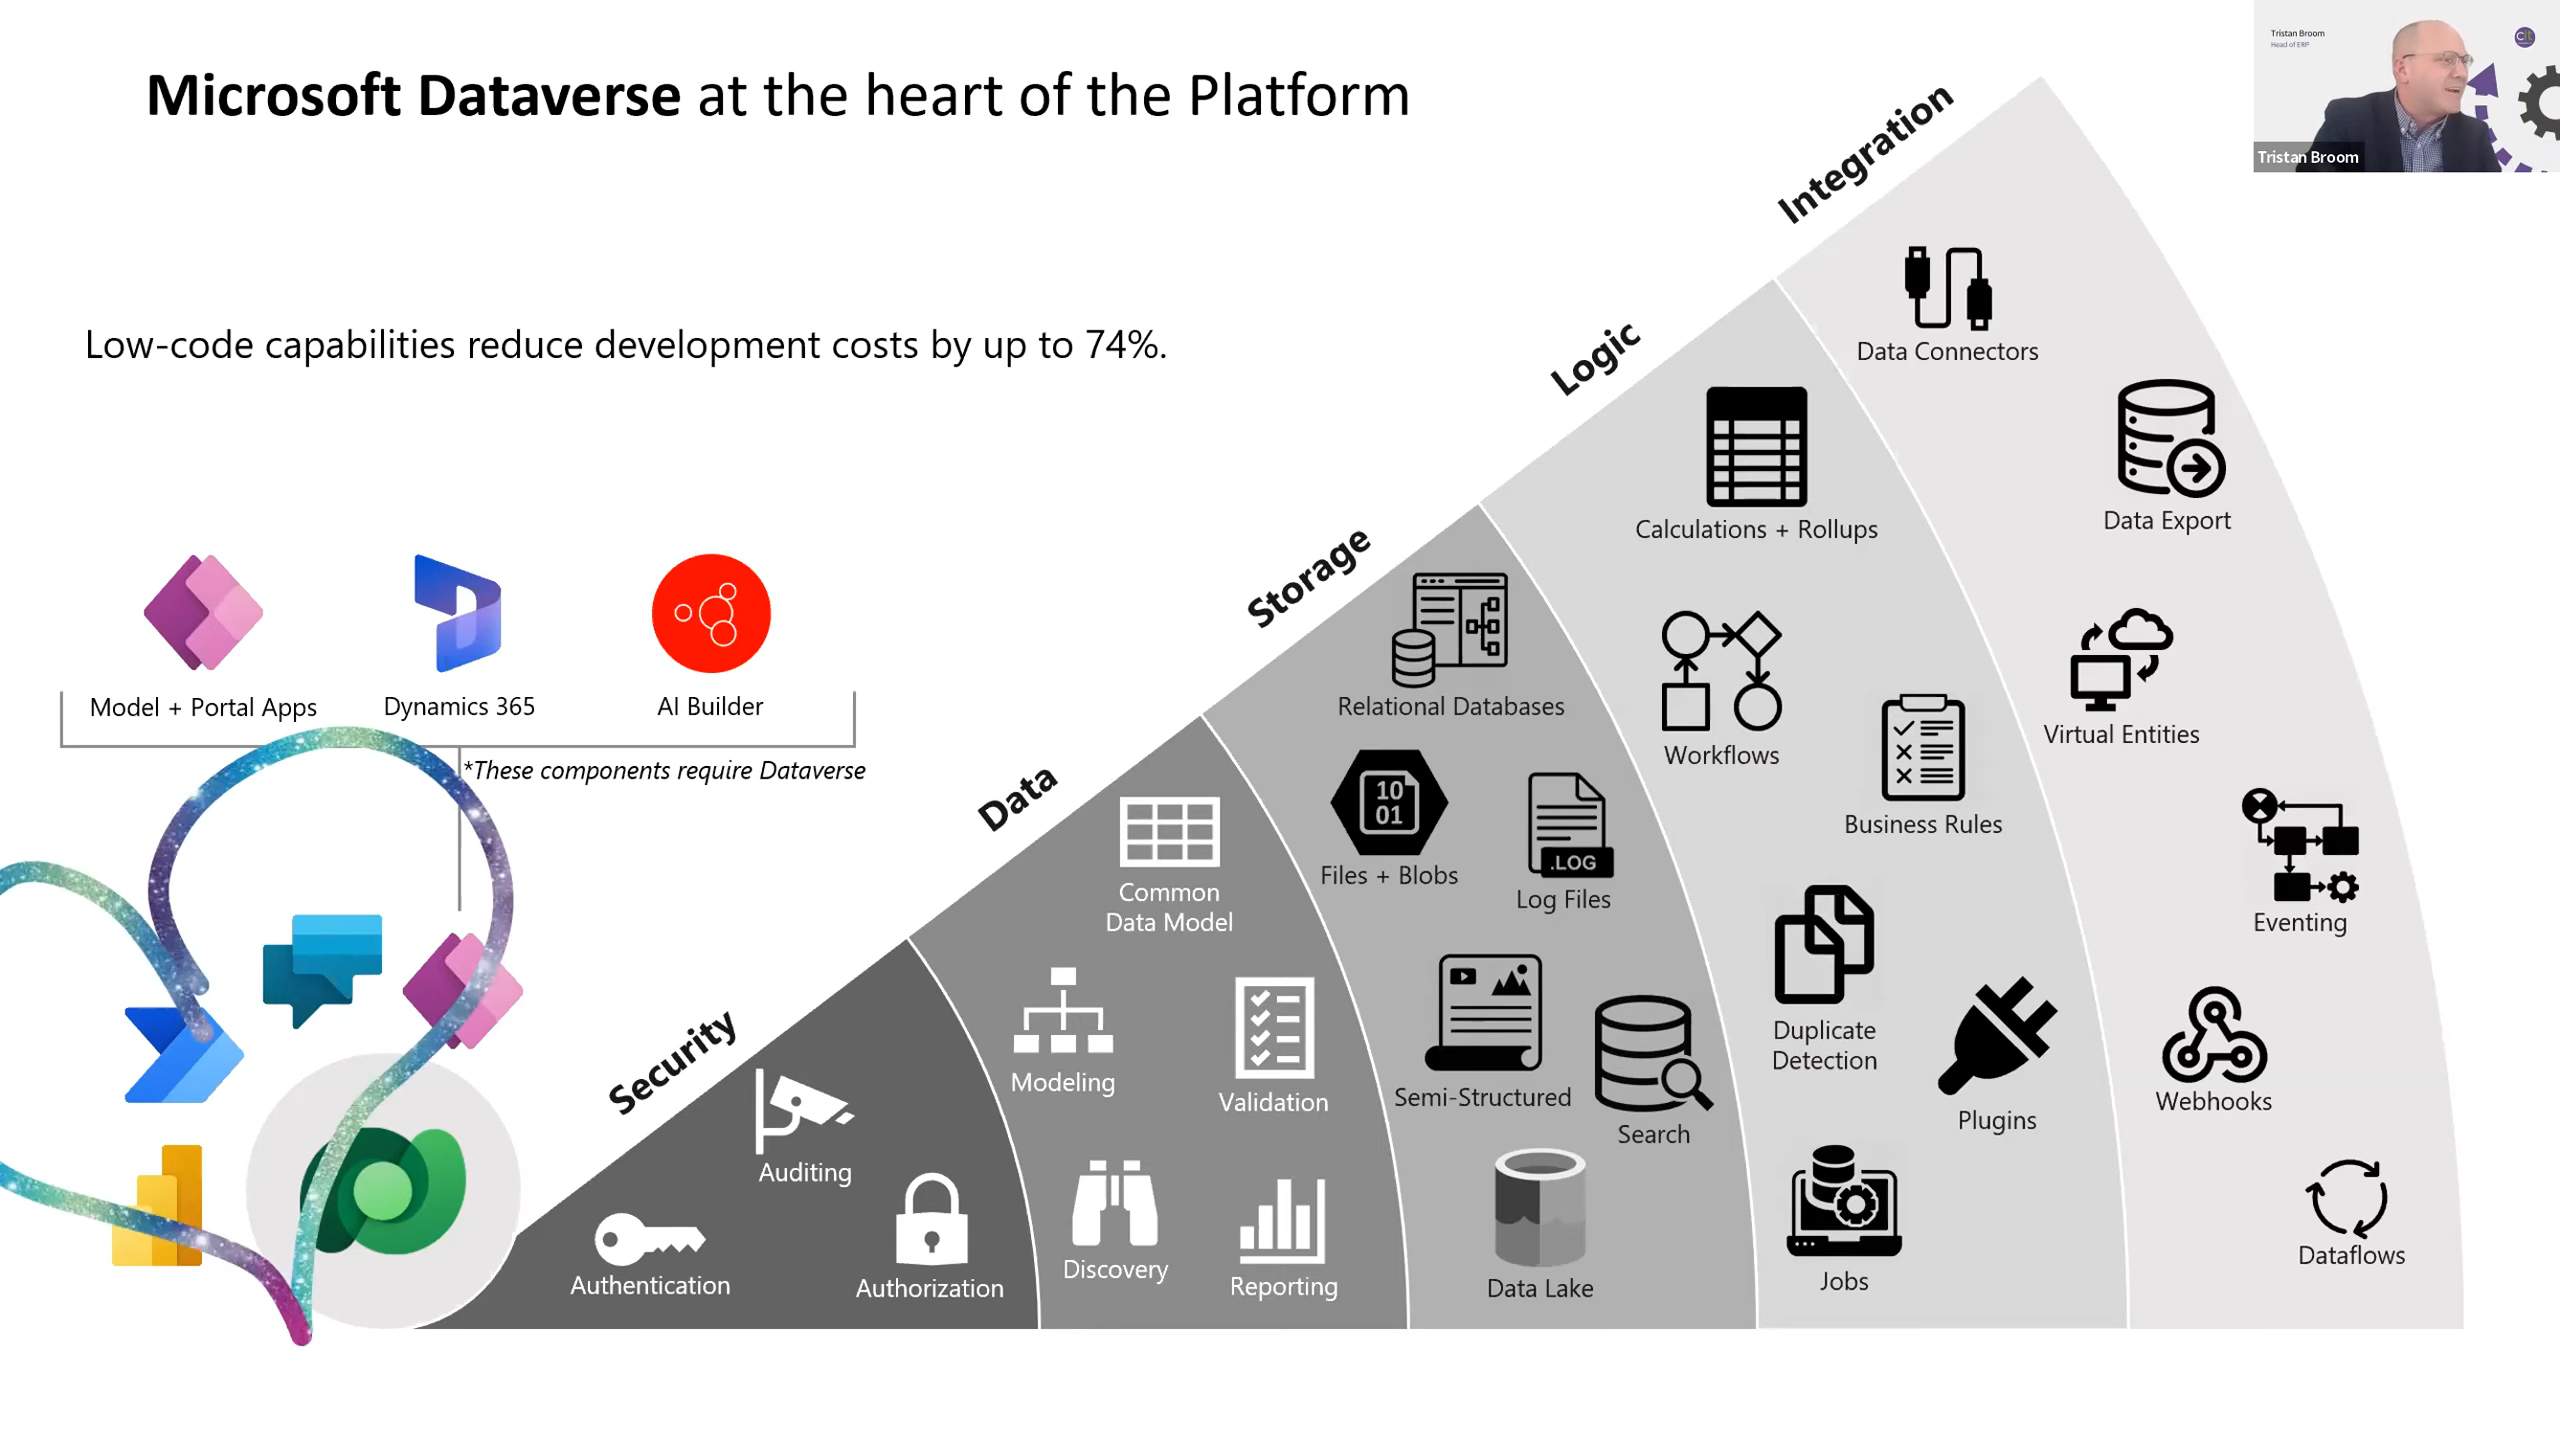 Microsoft Dataverse at the heart of the Platform
Tristan Broom
Head of ERP
cit
Tristan Broom
Low-code capabilities reduce development costs by up to 74%.
Model + Portal Apps
Dynamics 365
AI Builder
*These components require Dataverse
Security
Auditing
Authentication
Authorization
Data
Common
Data Model
Modeling
Validation
Discovery
Reporting
Storage
Relational Databases
10
01
Files + Blobs
.LOG
Log Files
Semi-Structured
Search
Data Lake
Logic
Calculations + Rollups
Workflows
Business Rules
Duplicate
Detection
Plugins
Jobs
Integration
Data Connectors
Data Export
Virtual Entities
Eventing
Webhooks
Dataflows